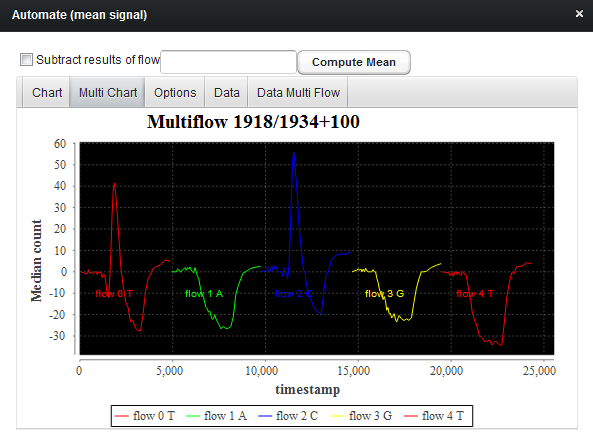 Automate (mean signal) ×
Subtract results of flow Compute Mean
Chart Multi Chart Options Data Data Multi Flow
Multiflow 1918/1934+100
Median count
60
50
40
30
20
10
0
-10
-20
-30
flow 0 T flow 1 A flow 2 C flow 3 G flow 4 T
0 5,000 10,000 15,000 20,000 25,000
timestamp
flow 0 T flow 1 A flow 2 C flow 3 G flow 4 T